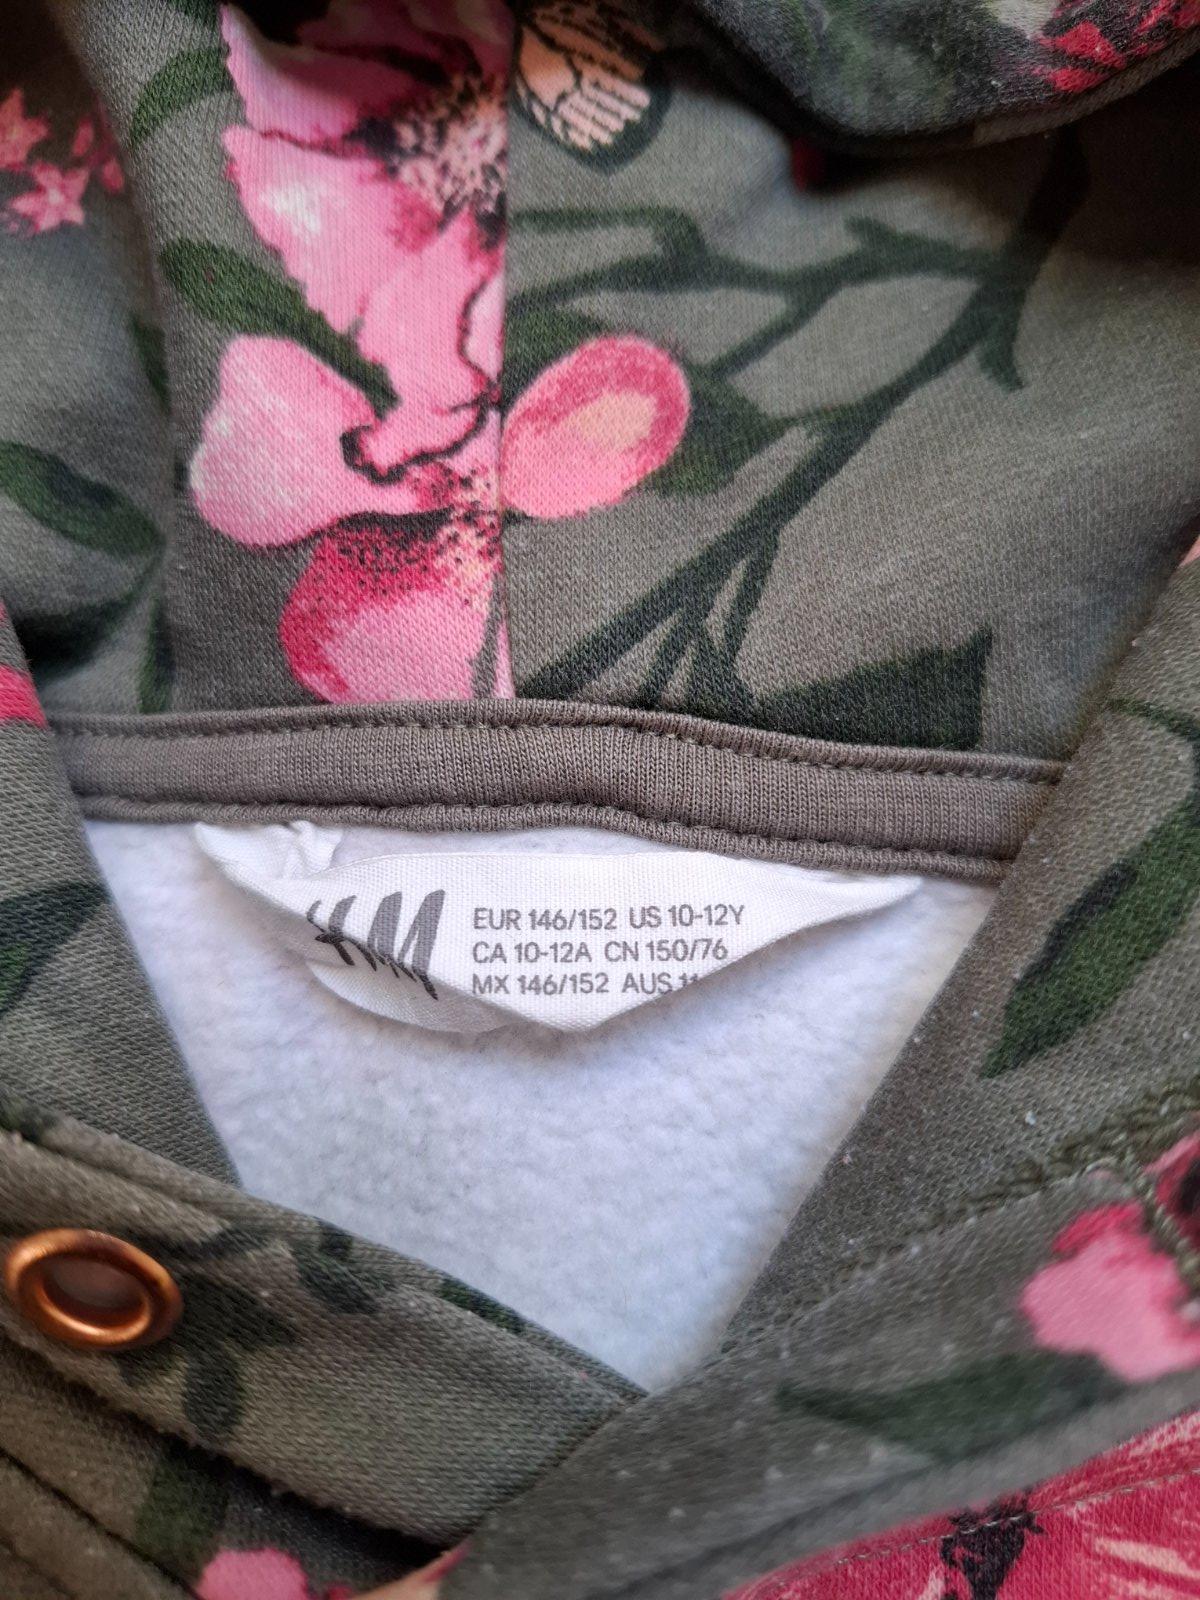 H&M
EUR 146/152 US 10-12Y
CA 10-12A CN 150/76
MX 146/152 AUS